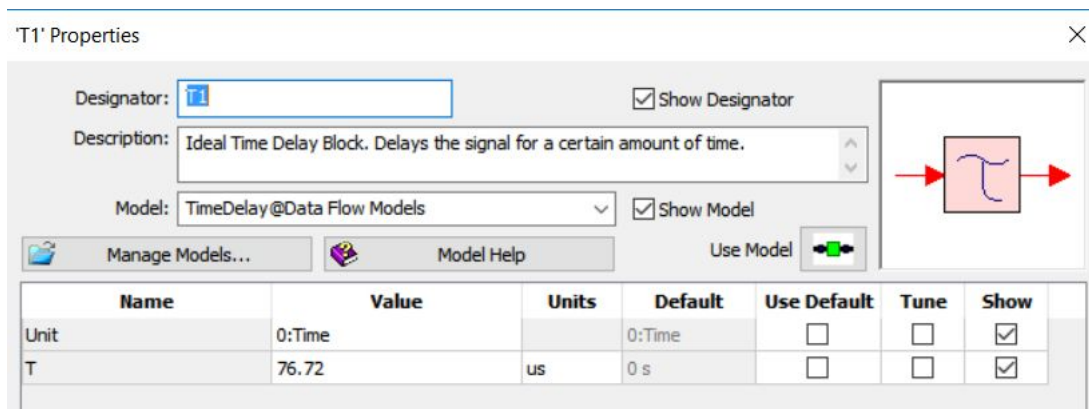 'T1' Properties
Designator: T1
Show Designator
Description: Ideal Time Delay Block. Delays the signal for a certain amount of time.
Model: TimeDelay@Data Flow Models
Show Model
Manage Models...
Model Help
Use Model
Name Value Units Default Use Default Tune Show
Unit 0:Time 0:Time
T 76.72 us 0 s